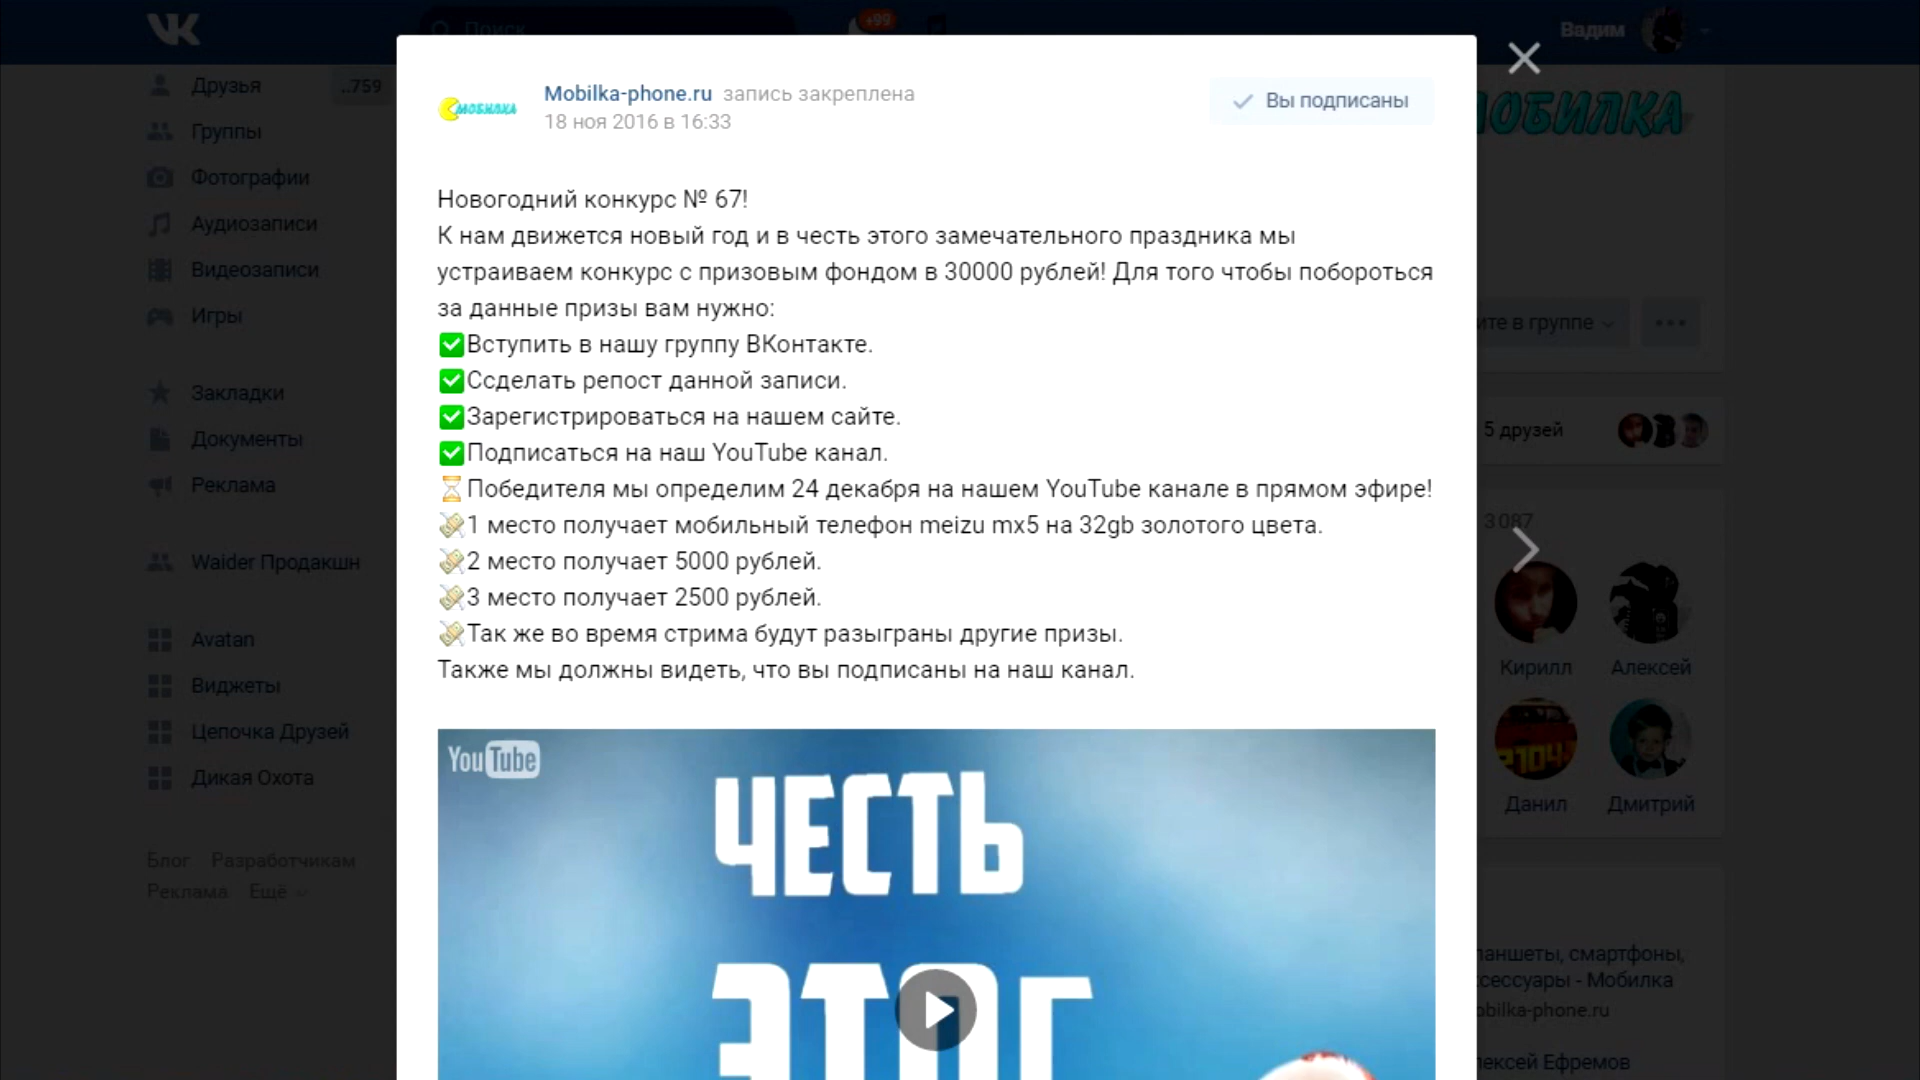 Поиск
+99
Вадим
Друзья
..759
Группы
Фотографии
Аудиозаписи
Видеозаписи
Игры
Закладки
Документы
Реклама
Waider Продакшн
Avatan
Виджеты
Цепочка Друзей
Дикая Охота
Блог Разработчикам
Реклама Ещё
МОБИЛКА
Mobilka-phone.ru запись закреплена
18 ноя 2016 в 16:33
Вы подписаны
Новогодний конкурс № 67!
К нам движется новый год и в честь этого замечательного праздника мы
устраиваем конкурс с призовым фондом в 30000 рублей! Для того чтобы побороться
за данные призы вам нужно:
✅Вступить в нашу группу ВКонтакте.
✅Ссделать репост данной записи.
✅Зарегистрироваться на нашем сайте.
✅Подписаться на наш YouTube канал.
⏳Победителя мы определим 24 декабря на нашем YouTube канале в прямом эфире!
💸1 место получает мобильный телефон meizu mx5 на 32gb золотого цвета.
💸2 место получает 5000 рублей.
💸3 место получает 2500 рублей.
💸Так же во время стрима будут разыграны другие призы.
Также мы должны видеть, что вы подписаны на наш канал.
YouTube
ЧЕСТЬ
ЭТОГ
МОБИЛКА
ите в группе
5 друзей
3 087
Кирилл Алексей
2104
Данил Дмитрий
ланшеты, смартфоны,
ксессуары - Мобилка
obilka-phone.ru
лексей Ефремов